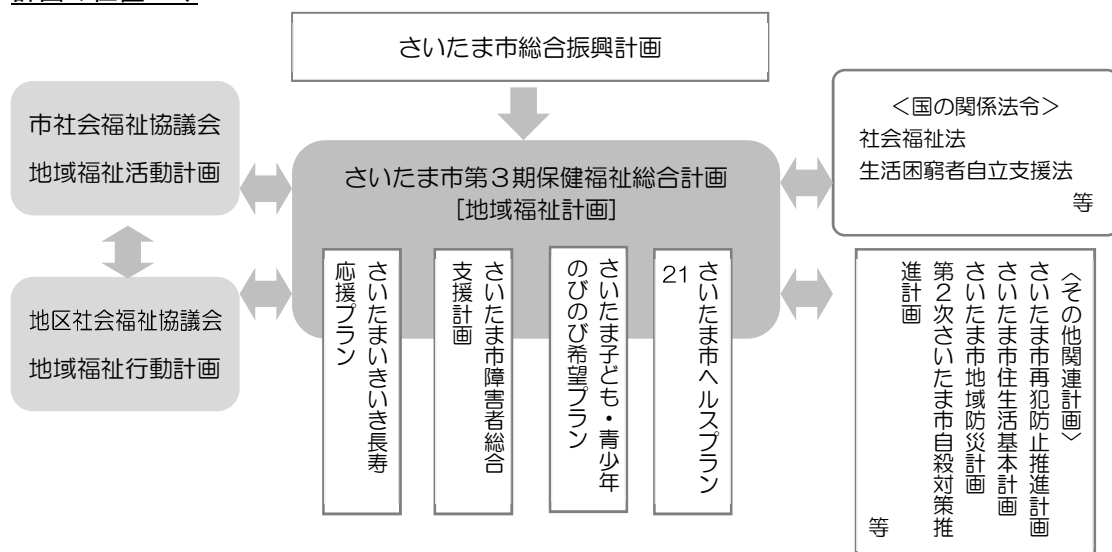 さいたま市総合振興計画
市社会福祉協議会
地域福祉活動計画
地区社会福祉協議会
地域福祉行動計画
さいたま市第3期保健福祉総合計画
[地域福祉計画]
さいたまいきいき長寿
応援プラン
さいたま市障害者総合
支援計画
さいたま子ども・青少年
のびのび希望プラン
さいたま市ヘルスプラン
21
<国の関係法令>
社会福祉法
生活困窮者自立支援法
等
〈その他関連計画〉
さいたま市再犯防止推進計画
さいたま市住生活基本計画
さいたま市地域防災計画
第2次さいたま市自殺対策推
進計画
等